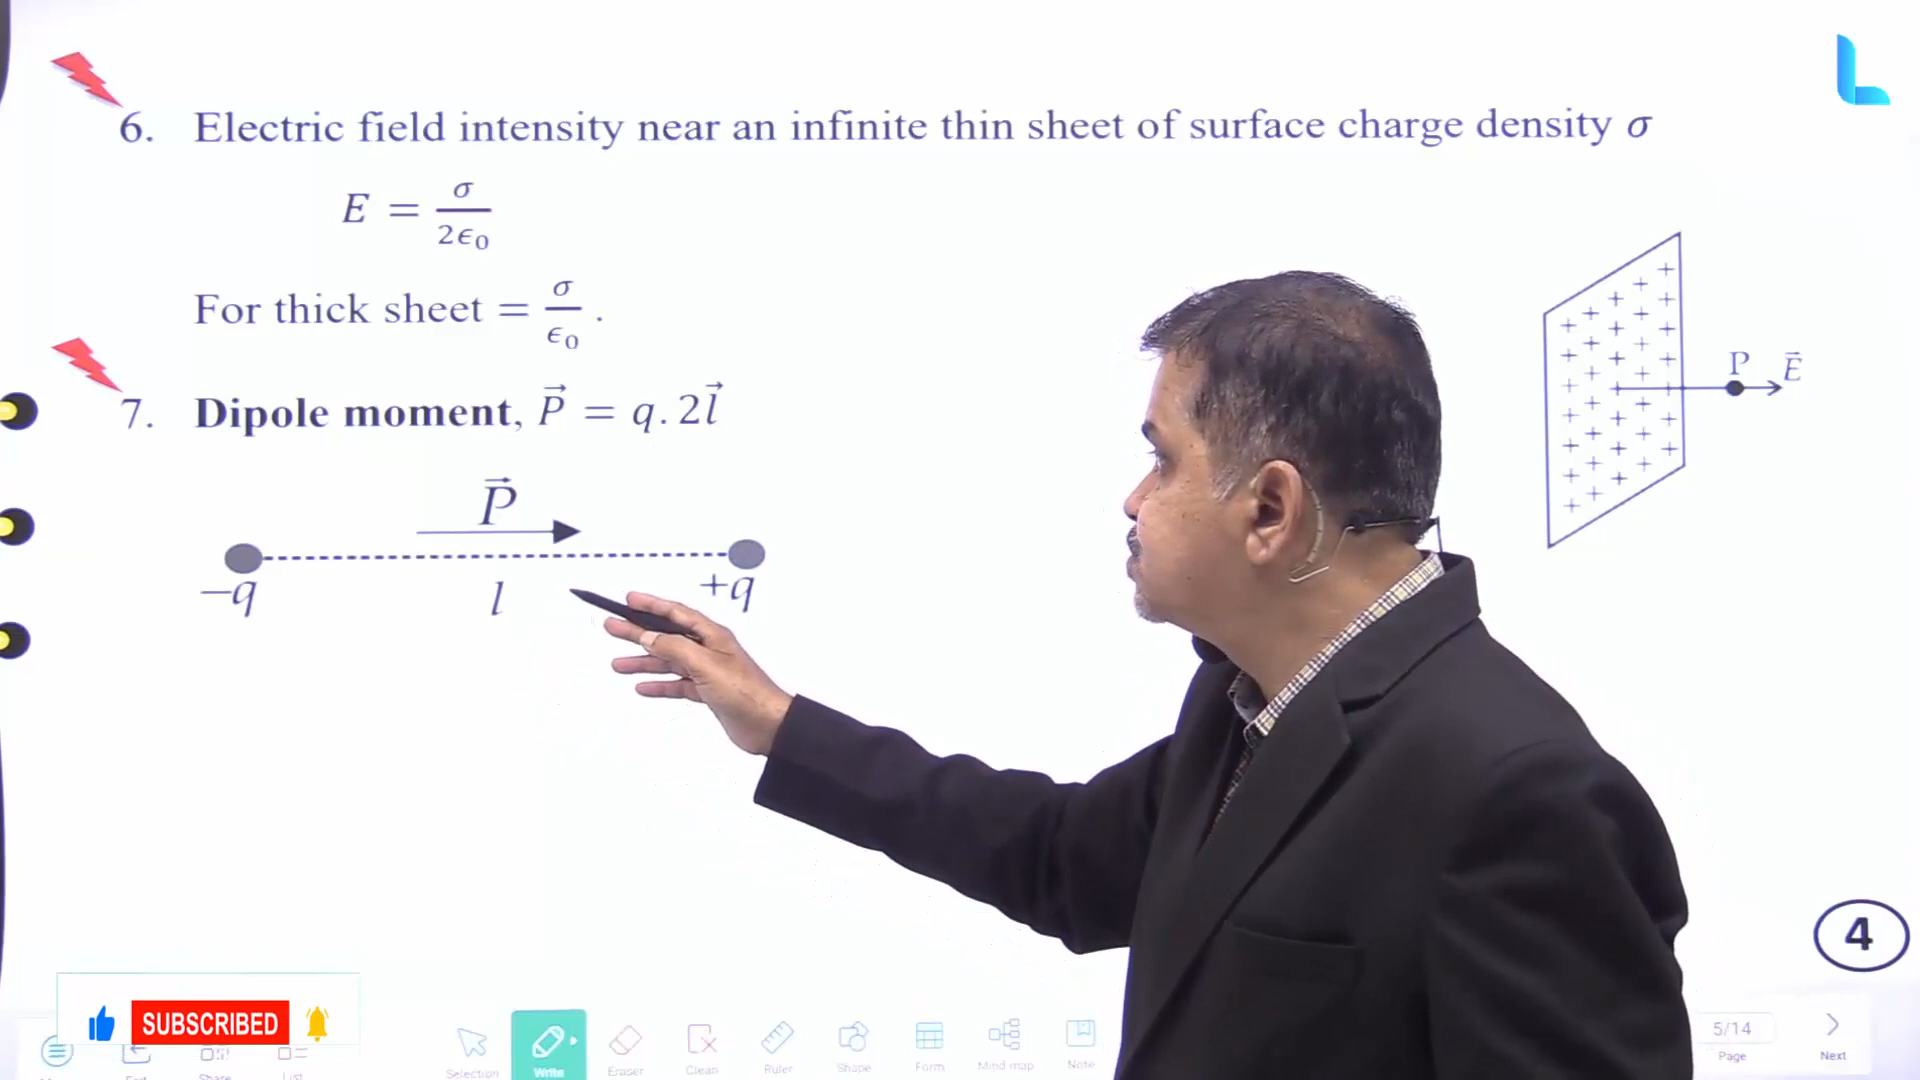 6. Electric field intensity near an infinite thin sheet of surface charge density σ
E = σ/2ϵ₀
For thick sheet = σ/ϵ₀ .
P E⃗
7. Dipole moment, P⃗ = q. 2l⃗
P⃗
−q l +q
4
SUBSCRIBED
Selection Write Eraser Clean Ruler Shape Form Mind map Note
5/14
Page Next